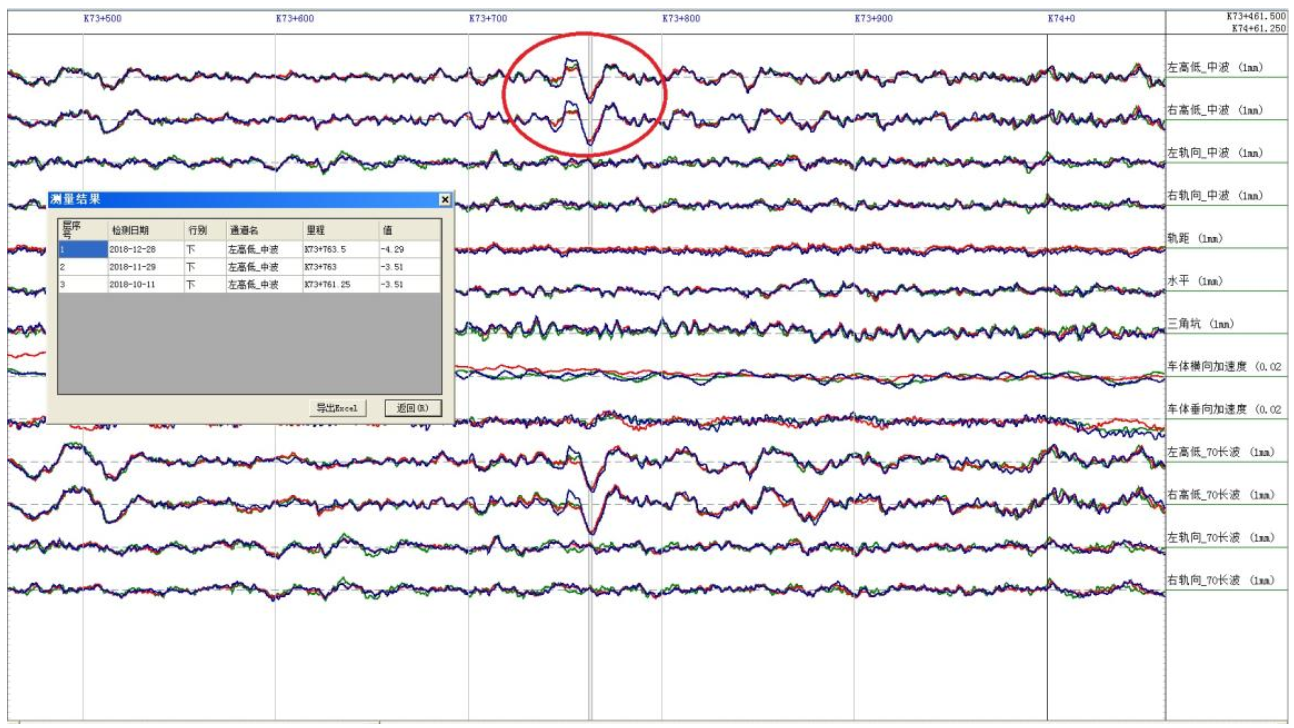 K73+500 K73+600 K73+700 K73+800 K73+900 K74+0 K73+461.500
K74+61.250
左高低_中波 (1mm)
右高低_中波 (1mm)
左轨向_中波 (1mm)
右轨向_中波 (1mm)
轨距 (1mm)
水平 (1mm)
三角坑 (1mm)
车体横向加速度 (0.02
车体垂向加速度 (0.02
左高低_70长波 (1mm)
右高低_70长波 (1mm)
左轨向_70长波 (1mm)
右轨向_70长波 (1mm)
测量结果
层序号 检测日期 行别 通道名 里程 值
1 2018-12-28 下 左高低_中波 K73+763.5 -4.29
2 2018-11-29 下 左高低_中波 K73+763 -3.51
3 2018-10-11 下 左高低_中波 K73+761.25 -3.51
导出Excel 返回(R)